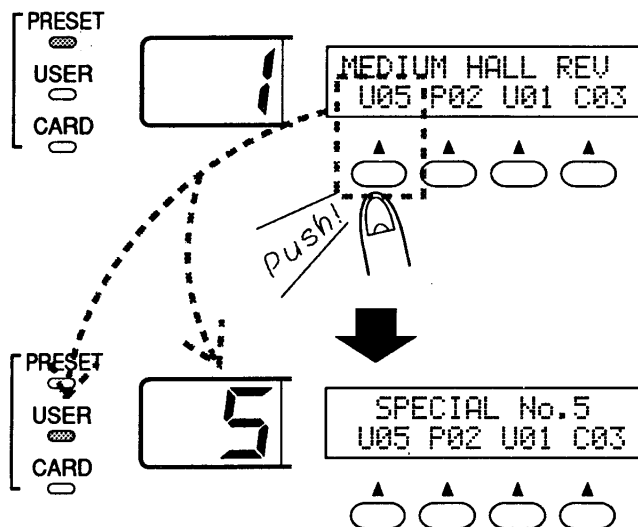 PRESET
USER
CARD
1
MEDIUM HALL REV
U05 P02 U01 C03
Push!
PRESET
USER
CARD
5
SPECIAL No.5
U05 P02 U01 C03